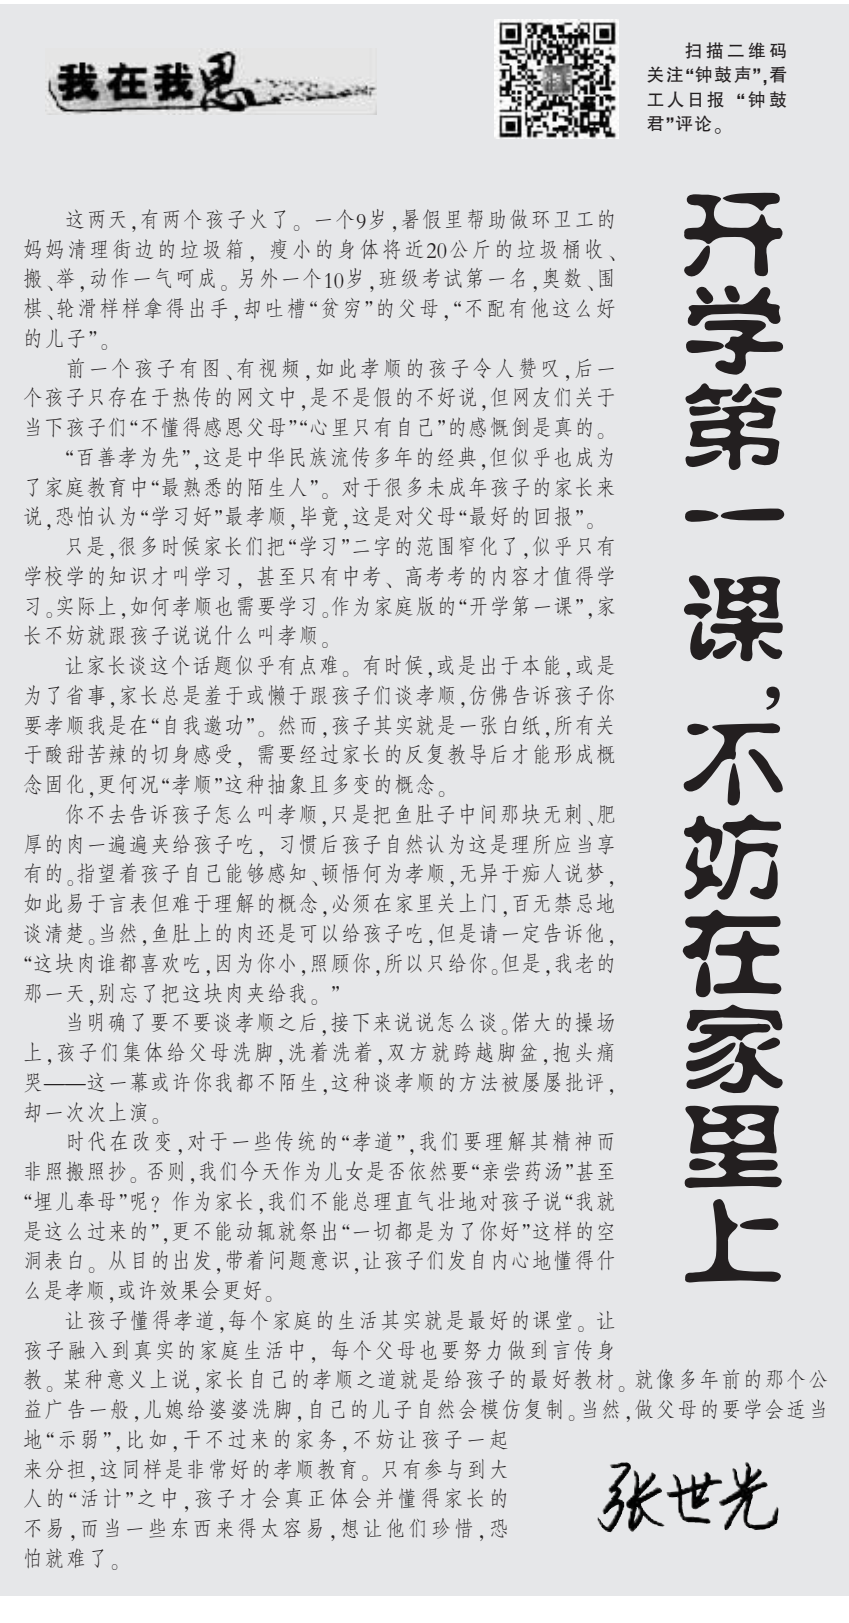 我在我思
扫描二维码
关注“钟鼓声”,看
工人日报 “钟鼓
君”评论。
开学第一课,不妨在家里上
这两天,有两个孩子火了。一个9岁,暑假里帮助做环卫工的
妈妈清理街边的垃圾箱，瘦小的身体将近20公斤的垃圾桶收、
搬、举,动作一气呵成。另外一个10岁,班级考试第一名,奥数、围
棋、轮滑样样拿得出手,却吐槽“贫穷”的父母,“不配有他这么好
的儿子”。
前一个孩子有图、有视频,如此孝顺的孩子令人赞叹,后一
个孩子只存在于热传的网文中,是不是假的不好说,但网友们关于
当下孩子们“不懂得感恩父母”“心里只有自己”的感慨倒是真的。
“百善孝为先”,这是中华民族流传多年的经典,但似乎也成为
了家庭教育中“最熟悉的陌生人”。对于很多未成年孩子的家长来
说,恐怕认为“学习好”最孝顺,毕竟,这是对父母“最好的回报”。
只是,很多时候家长们把“学习”二字的范围窄化了,似乎只有
学校学的知识才叫学习，甚至只有中考、高考考的内容才值得学
习。实际上,如何孝顺也需要学习。作为家庭版的“开学第一课”,家
长不妨就跟孩子说说什么叫孝顺。
让家长谈这个话题似乎有点难。有时候,或是出于本能,或是
为了省事,家长总是羞于或懒于跟孩子们谈孝顺,仿佛告诉孩子你
要孝顺我是在“自我邀功”。然而,孩子其实就是一张白纸,所有关
于酸甜苦辣的切身感受，需要经过家长的反复教导后才能形成概
念固化,更何况“孝顺”这种抽象且多变的概念。
你不去告诉孩子怎么叫孝顺,只是把鱼肚子中间那块无刺、肥
厚的肉一遍遍夹给孩子吃，习惯后孩子自然认为这是理所应当享
有的。指望着孩子自己能够感知、顿悟何为孝顺,无异于痴人说梦,
如此易于言表但难于理解的概念,必须在家里关上门,百无禁忌地
谈清楚。当然,鱼肚上的肉还是可以给孩子吃,但是请一定告诉他,
“这块肉谁都喜欢吃,因为你小,照顾你,所以只给你。但是,我老的
那一天,别忘了把这块肉夹给我。”
当明确了要不要谈孝顺之后,接下来说说怎么谈。偌大的操场
上,孩子们集体给父母洗脚,洗着洗着,双方就跨越脚盆,抱头痛
哭——这一幕或许你我都不陌生,这种谈孝顺的方法被屡屡批评,
却一次次上演。
时代在改变,对于一些传统的“孝道”,我们要理解其精神而
非照搬照抄。否则,我们今天作为儿女是否依然要“亲尝药汤”甚至
“埋儿奉母”呢？作为家长,我们不能总理直气壮地对孩子说“我就
是这么过来的”,更不能动辄就祭出“一切都是为了你好”这样的空
洞表白。从目的出发,带着问题意识,让孩子们发自内心地懂得什
么是孝顺,或许效果会更好。
让孩子懂得孝道,每个家庭的生活其实就是最好的课堂。让
孩子融入到真实的家庭生活中，每个父母也要努力做到言传身
教。某种意义上说,家长自己的孝顺之道就是给孩子的最好教材。就像多年前的那个公
益广告一般,儿媳给婆婆洗脚,自己的儿子自然会模仿复制。当然,做父母的要学会适当
地“示弱”,比如,干不过来的家务,不妨让孩子一起
来分担,这同样是非常好的孝顺教育。只有参与到大
人的“活计”之中,孩子才会真正体会并懂得家长的
不易,而当一些东西来得太容易,想让他们珍惜,恐
怕就难了。
张世光